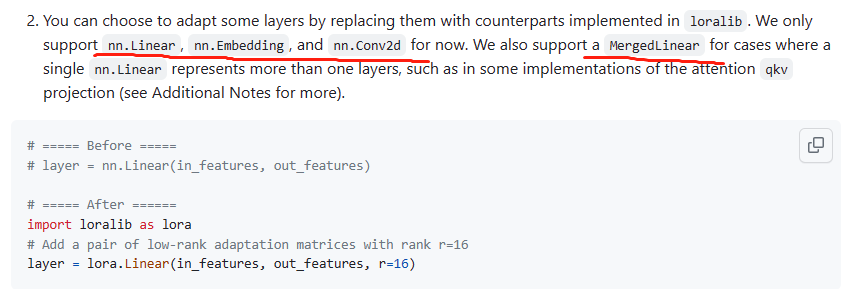 2. You can choose to adapt some layers by replacing them with counterparts implemented in loralib. We only
support nn.Linear, nn.Embedding, and nn.Conv2d for now. We also support a MergedLinear for cases where a
single nn.Linear represents more than one layers, such as in some implementations of the attention qkv
projection (see Additional Notes for more).
# ===== Before =====
# layer = nn.Linear(in_features, out_features)
# ===== After ======
import loralib as lora
# Add a pair of low-rank adaptation matrices with rank r=16
layer = lora.Linear(in_features, out_features, r=16)